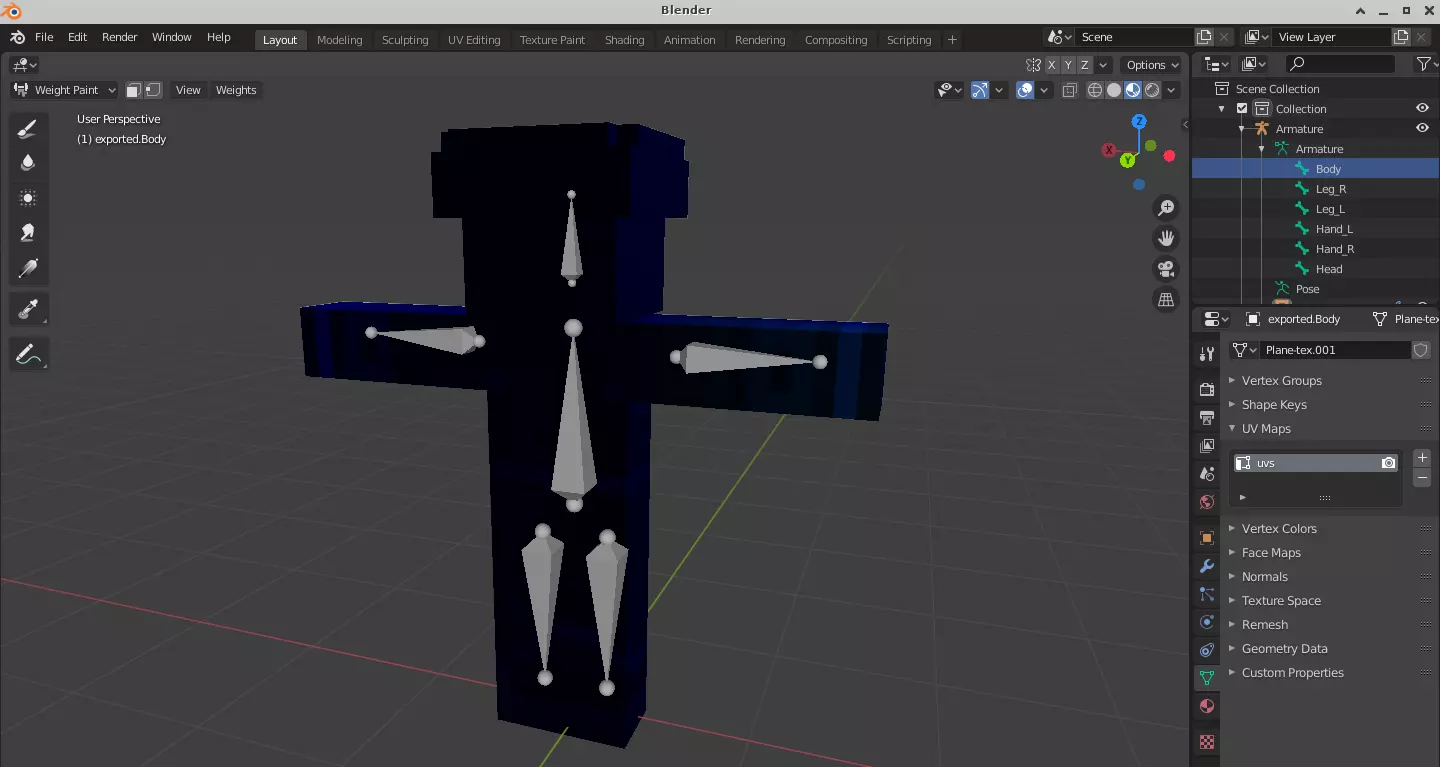 Blender
File Edit Render Window Help Layout Modeling Sculpting UV Editing Texture Paint Shading Animation Rendering Compositing Scripting + Scene View Layer
X Y Z Options
Weight Paint View Weights
User Perspective
(1) exported.Body
Z
X
Y
Scene Collection
Collection
Armature
Armature
Body
Leg_R
Leg_L
Hand_L
Hand_R
Head
Pose
exported.Body Plane-tex
Plane-tex.001
Vertex Groups
Shape Keys
UV Maps
uvs
Vertex Colors
Face Maps
Normals
Texture Space
Remesh
Geometry Data
Custom Properties